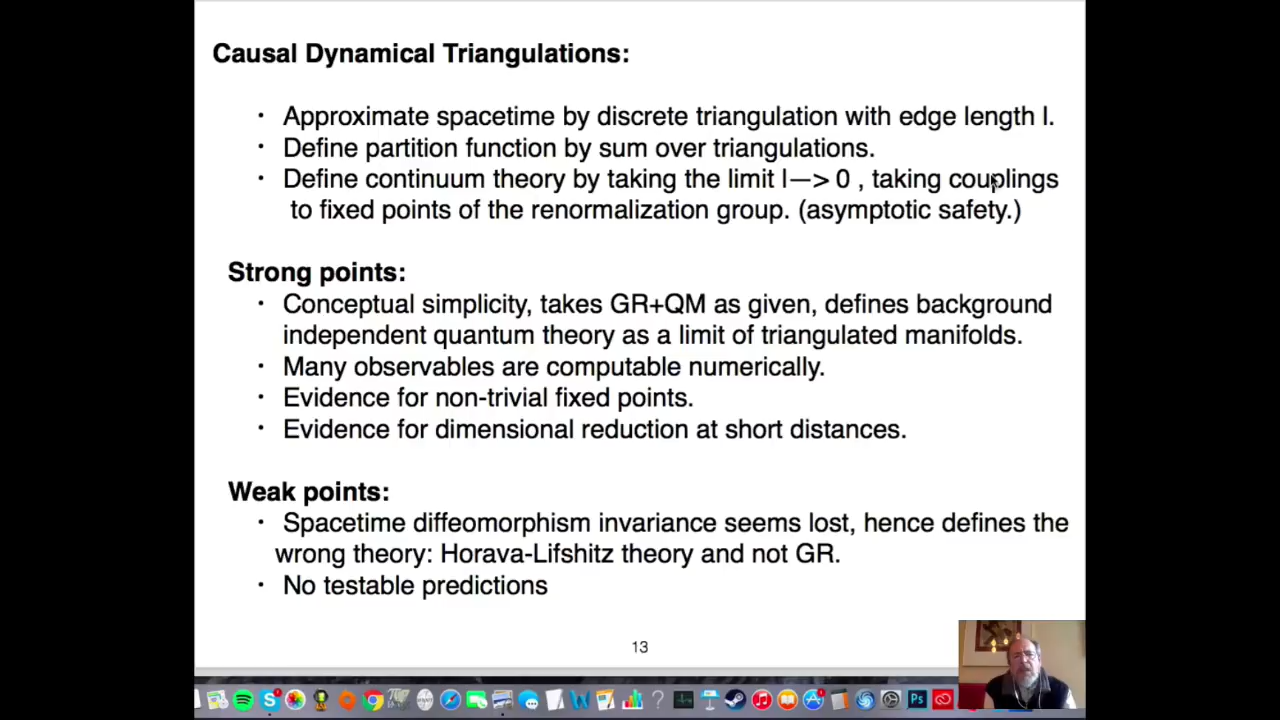 Causal Dynamical Triangulations:
· Approximate spacetime by discrete triangulation with edge length l.
· Define partition function by sum over triangulations.
· Define continuum theory by taking the limit l—> 0 , taking couplings
to fixed points of the renormalization group. (asymptotic safety.)
Strong points:
· Conceptual simplicity, takes GR+QM as given, defines background
independent quantum theory as a limit of triangulated manifolds.
· Many observables are computable numerically.
· Evidence for non-trivial fixed points.
· Evidence for dimensional reduction at short distances.
Weak points:
· Spacetime diffeomorphism invariance seems lost, hence defines the
wrong theory: Horava-Lifshitz theory and not GR.
· No testable predictions
13
Ps